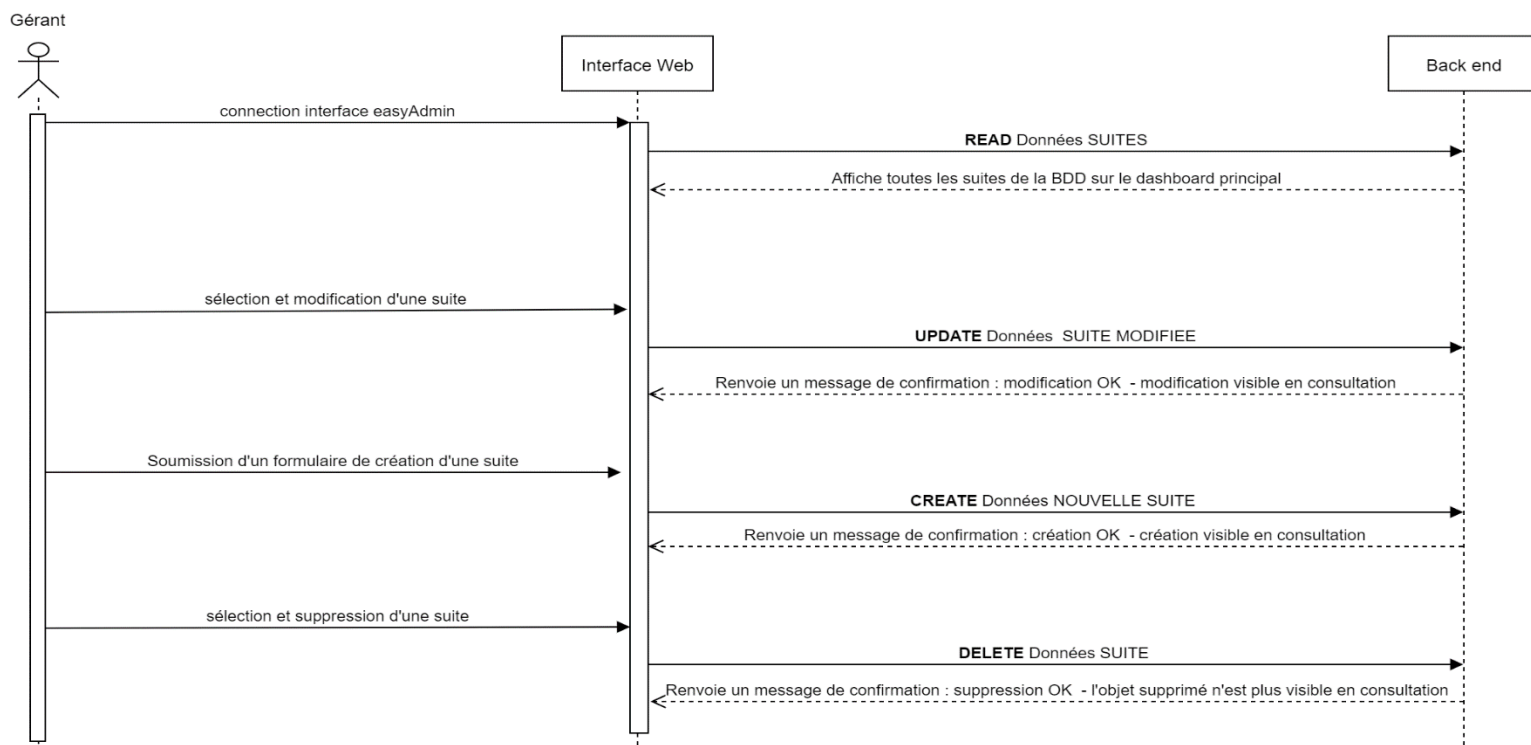 Gérant
Interface Web
Back end
connection interface easyAdmin
READ Données SUITES
Affiche toutes les suites de la BDD sur le dashboard principal
sélection et modification d'une suite
UPDATE Données  SUITE MODIFIEE
Renvoie un message de confirmation : modification OK  - modification visible en consultation
Soumission d'un formulaire de création d'une suite
CREATE Données NOUVELLE SUITE
Renvoie un message de confirmation : création OK  - création visible en consultation
sélection et suppression d'une suite
DELETE Données SUITE
Renvoie un message de confirmation : suppression OK  - l'objet supprimé n'est plus visible en consultation